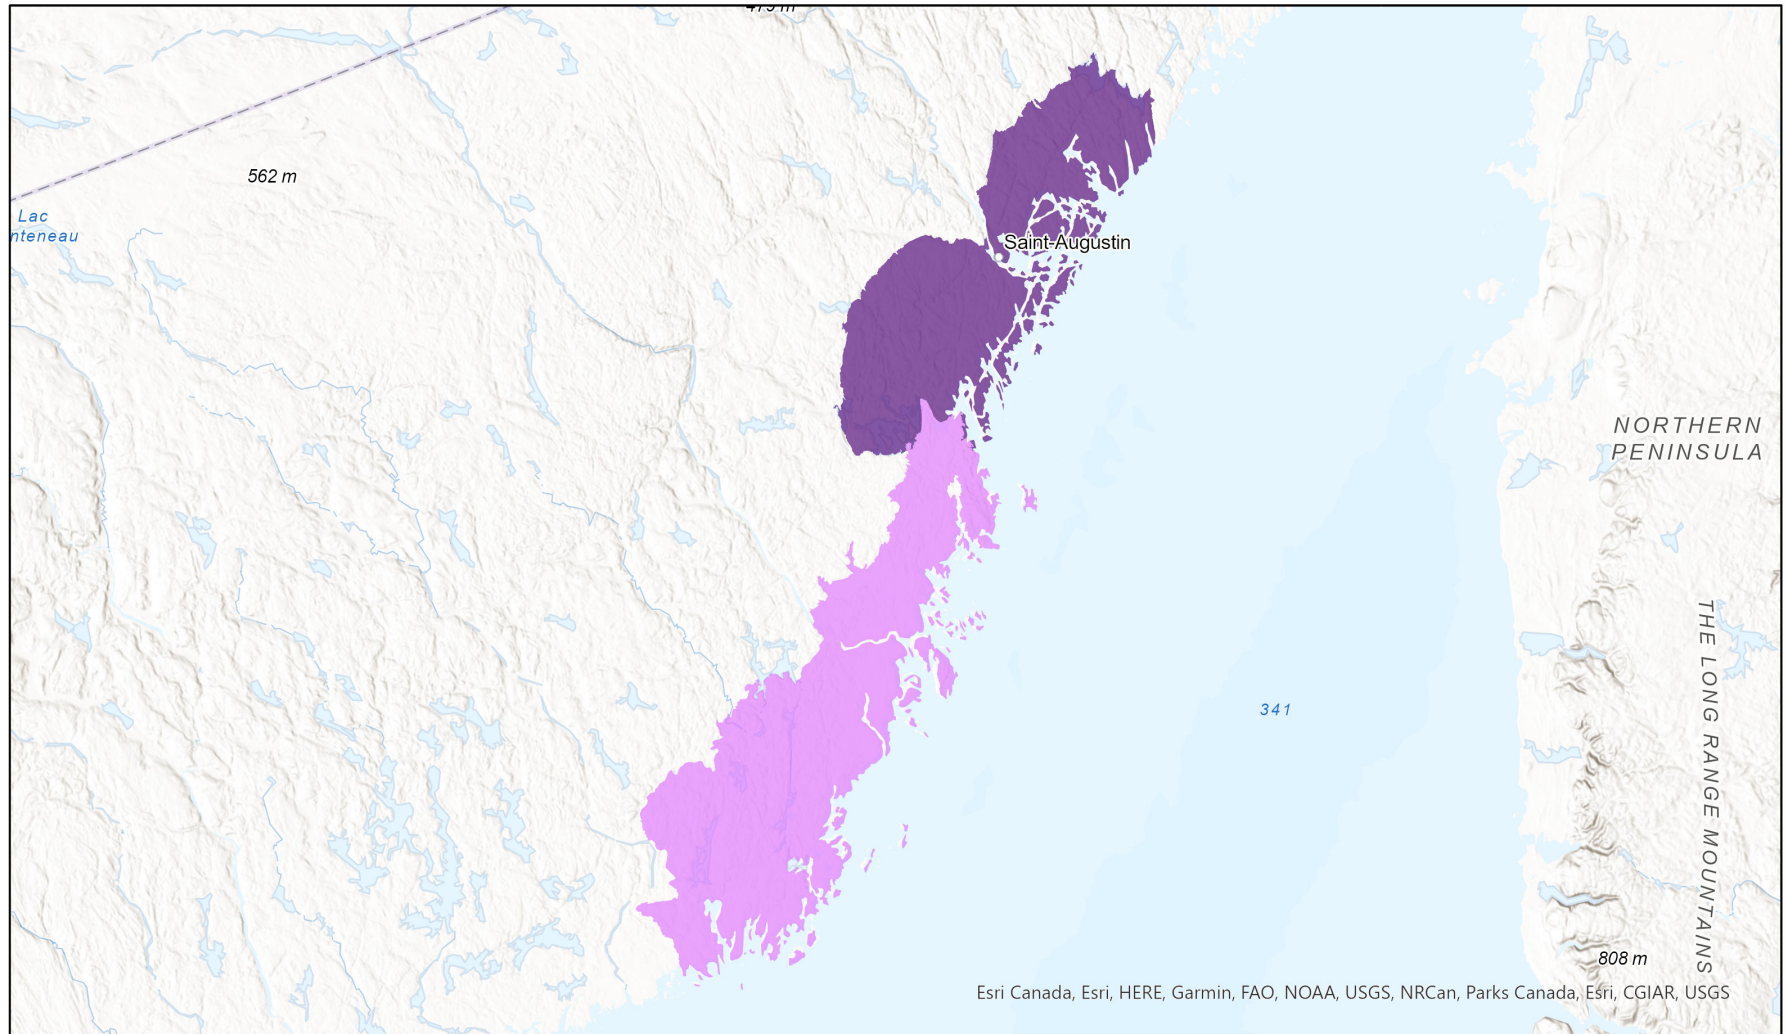 475 m
562 m
Lac
nteneau
Saint-Augustin
NORTHERN
PENINSULA
THE LONG RANGE MOUNTAINS
341
808 m
Esri Canada, Esri, HERE, Garmin, FAO, NOAA, USGS, NRCan, Parks Canada, Esri, CGIAR, USGS